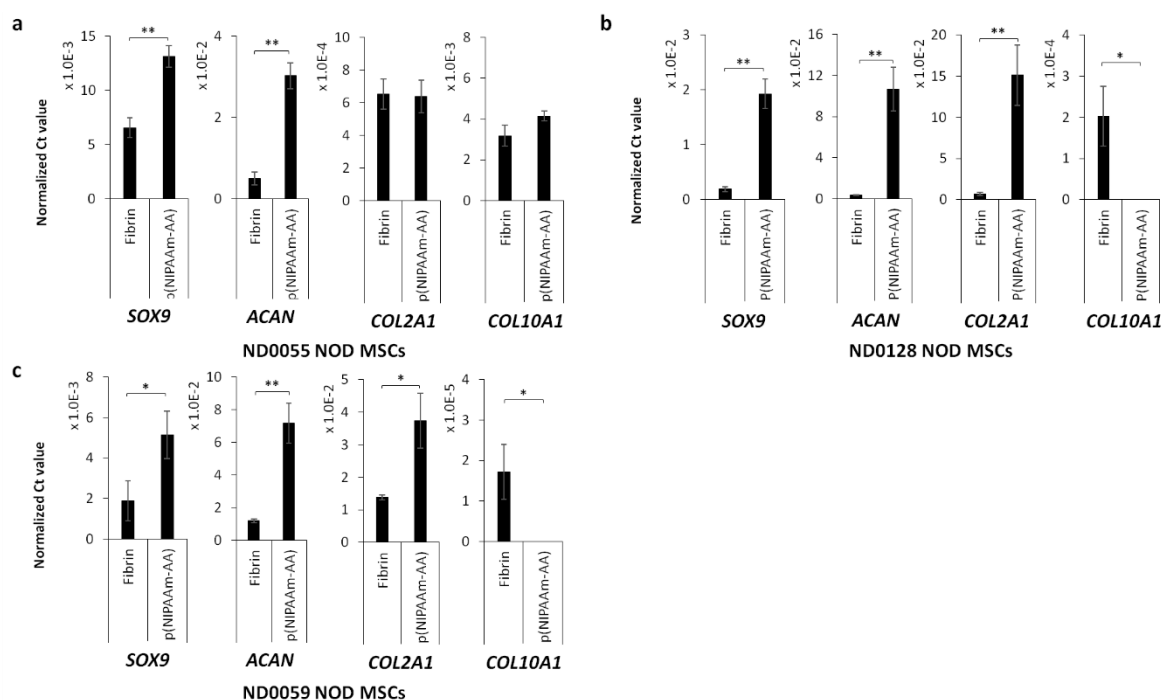 a
Normalized Ct value
x 1.0E-3
15
10
5
0
**
Fibrin
p(NIPAAm-AA)
SOX9
x 1.0E-2
4
2
0
**
Fibrin
p(NIPAAm-AA)
ACAN
x 1.0E-4
10
8
6
4
2
0
Fibrin
p(NIPAAm-AA)
COL2A1
x 1.0E-3
8
6
4
2
0
Fibrin
p(NIPAAm-AA)
COL10A1
ND0055 NOD MSCs
b
Normalized Ct value
x 1.0E-2
3
2
1
0
**
Fibrin
P(NIPAAm-AA)
SOX9
x 1.0E-2
16
12
8
4
0
**
Fibrin
P(NIPAAm-AA)
ACAN
x 1.0E-2
20
15
10
5
0
**
Fibrin
P(NIPAAm-AA)
COL2A1
x 1.0E-4
4
3
2
1
0
*
Fibrin
P(NIPAAm-AA)
COL10A1
ND0128 NOD MSCs
c
Normalized Ct value
x 1.0E-3
8
6
4
2
0
*
Fibrin
p(NIPAAm-AA)
SOX9
x 1.0E-2
10
8
6
4
2
0
**
Fibrin
p(NIPAAm-AA)
ACAN
x 1.0E-2
5
4
3
2
1
0
*
Fibrin
p(NIPAAm-AA)
COL2A1
x 1.0E-5
4
3
2
1
0
*
Fibrin
p(NIPAAm-AA)
COL10A1
ND0059 NOD MSCs